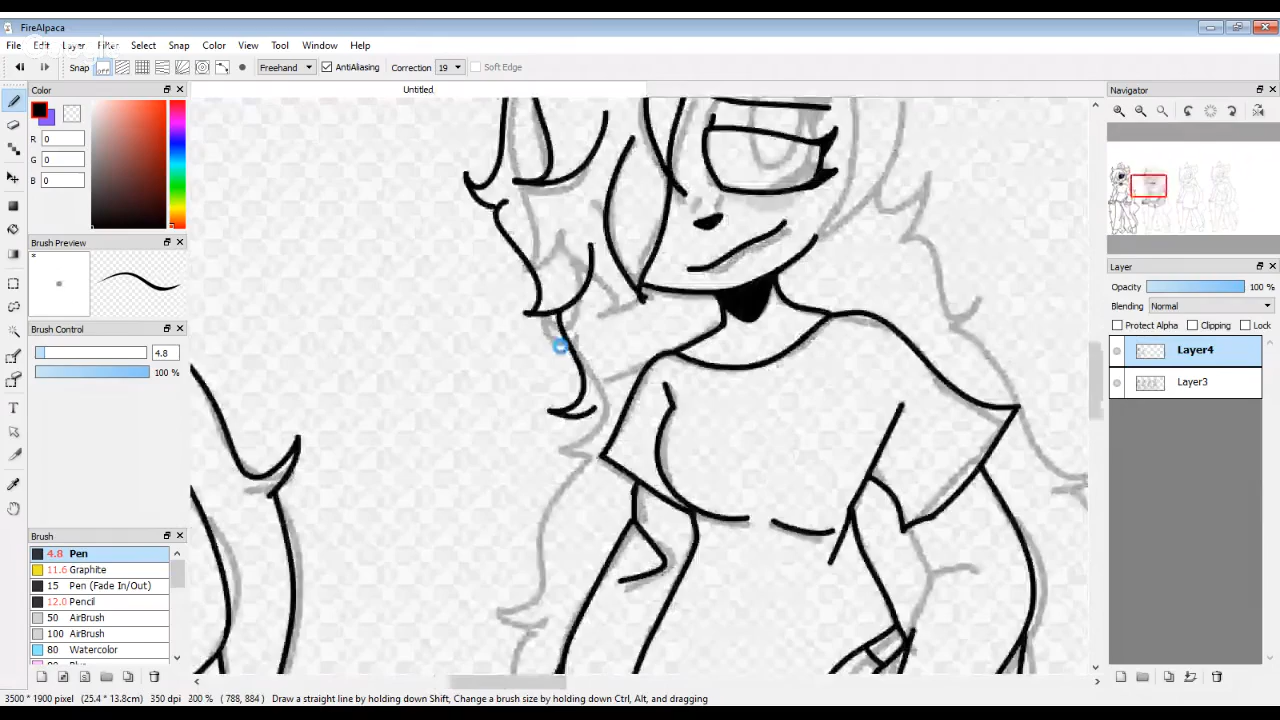 FireAlpaca
File Edit Layer Filter Select Snap Color View Tool Window Help
Snap OFF Freehand AntiAliasing Correction 19 Soft Edge
Color
Untitled
Navigator
R 0
G 0
B 0
Brush Preview
Layer
Opacity 100 %
Blending Normal
Protect Alpha Clipping Lock
Brush Control
Layer4
4.8
100 %
Layer3
Brush
4.8 Pen
11.6 Graphite
15 Pen (Fade In/Out)
12.0 Pencil
50 AirBrush
100 AirBrush
80 Watercolor
3500 * 1900 pixel (25.4 * 13.8cm) 350 dpi 200 % ( 788, 884 ) Draw a straight line by holding down Shift, Change a brush size by holding down Ctrl, Alt, and dragging